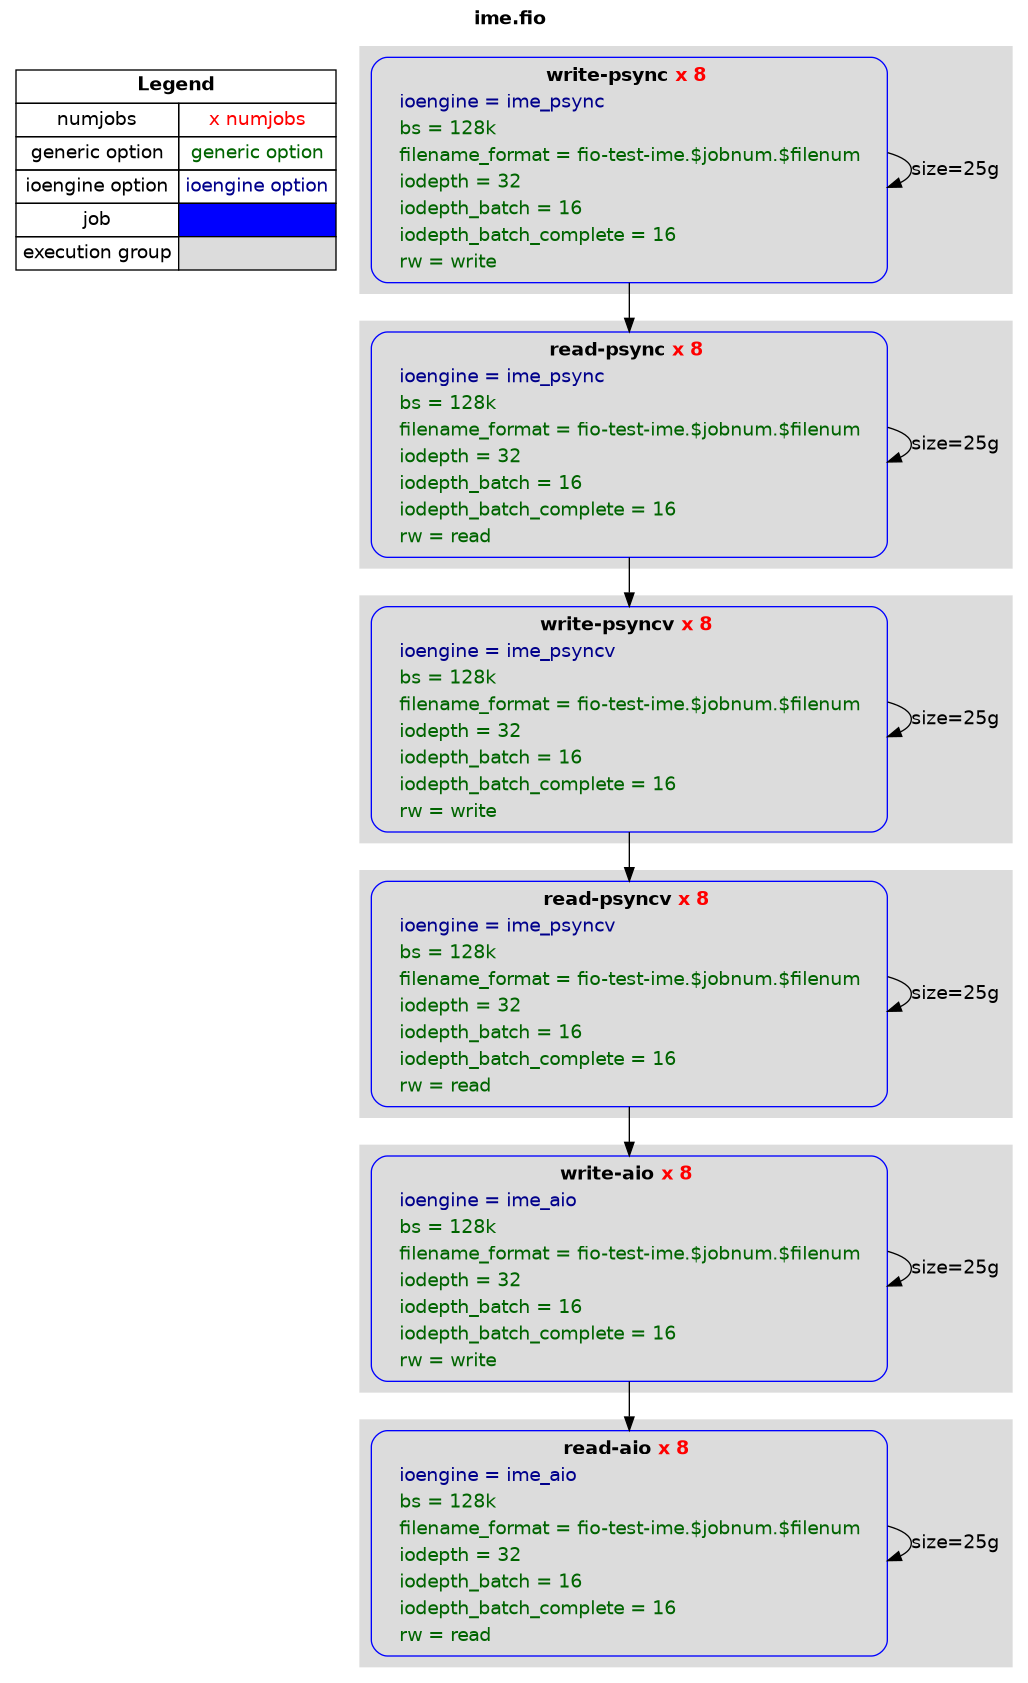 ime.fio
Legend
numjobs x numjobs
generic option generic option
ioengine option ioengine option
job
execution group
write-psync x 8
ioengine = ime_psync
bs = 128k
filename_format = fio-test-ime.$jobnum.$filenum
iodepth = 32
iodepth_batch = 16
iodepth_batch_complete = 16
rw = write
size=25g
read-psync x 8
ioengine = ime_psync
bs = 128k
filename_format = fio-test-ime.$jobnum.$filenum
iodepth = 32
iodepth_batch = 16
iodepth_batch_complete = 16
rw = read
size=25g
write-psyncv x 8
ioengine = ime_psyncv
bs = 128k
filename_format = fio-test-ime.$jobnum.$filenum
iodepth = 32
iodepth_batch = 16
iodepth_batch_complete = 16
rw = write
size=25g
read-psyncv x 8
ioengine = ime_psyncv
bs = 128k
filename_format = fio-test-ime.$jobnum.$filenum
iodepth = 32
iodepth_batch = 16
iodepth_batch_complete = 16
rw = read
size=25g
write-aio x 8
ioengine = ime_aio
bs = 128k
filename_format = fio-test-ime.$jobnum.$filenum
iodepth = 32
iodepth_batch = 16
iodepth_batch_complete = 16
rw = write
size=25g
read-aio x 8
ioengine = ime_aio
bs = 128k
filename_format = fio-test-ime.$jobnum.$filenum
iodepth = 32
iodepth_batch = 16
iodepth_batch_complete = 16
rw = read
size=25g